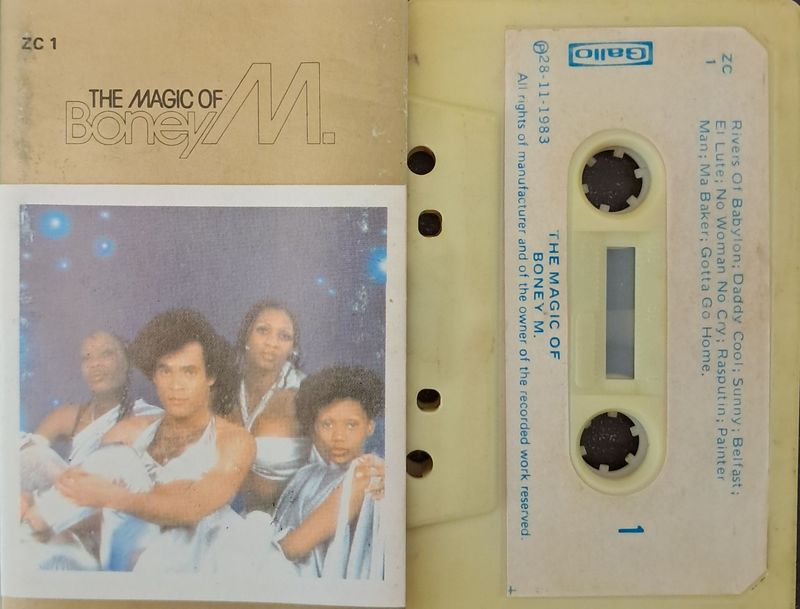 ZC 1
THE MAGIC OF
Boney M.
Gallo
ZC
1
℗28-11-1983
All rights of manufacturer and of the owner of the recorded work reserved.
Rivers Of Babylon; Daddy Cool; Sunny; Belfast;
El Lute; No Woman No Cry; Rasputin; Painter
Man; Ma Baker; Gotta Go Home.
THE MAGIC OF
BONEY M.
1